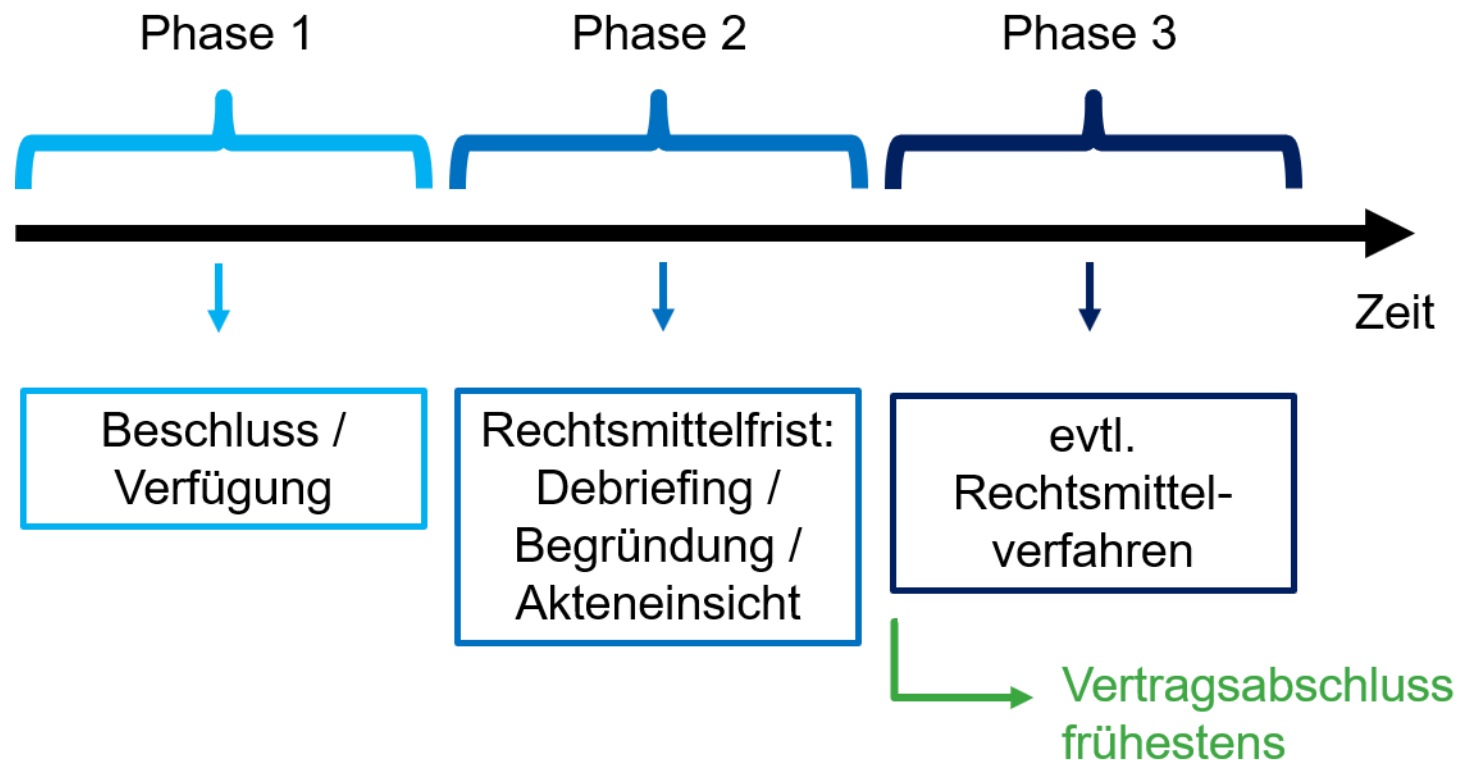 Phase 1
Phase 2
Phase 3
Zeit
Beschluss /
Verfügung
Rechtsmittelfrist:
Debriefing /
Begründung /
Akteneinsicht
evtl.
Rechtsmittel-
verfahren
Vertragsabschluss
frühestens